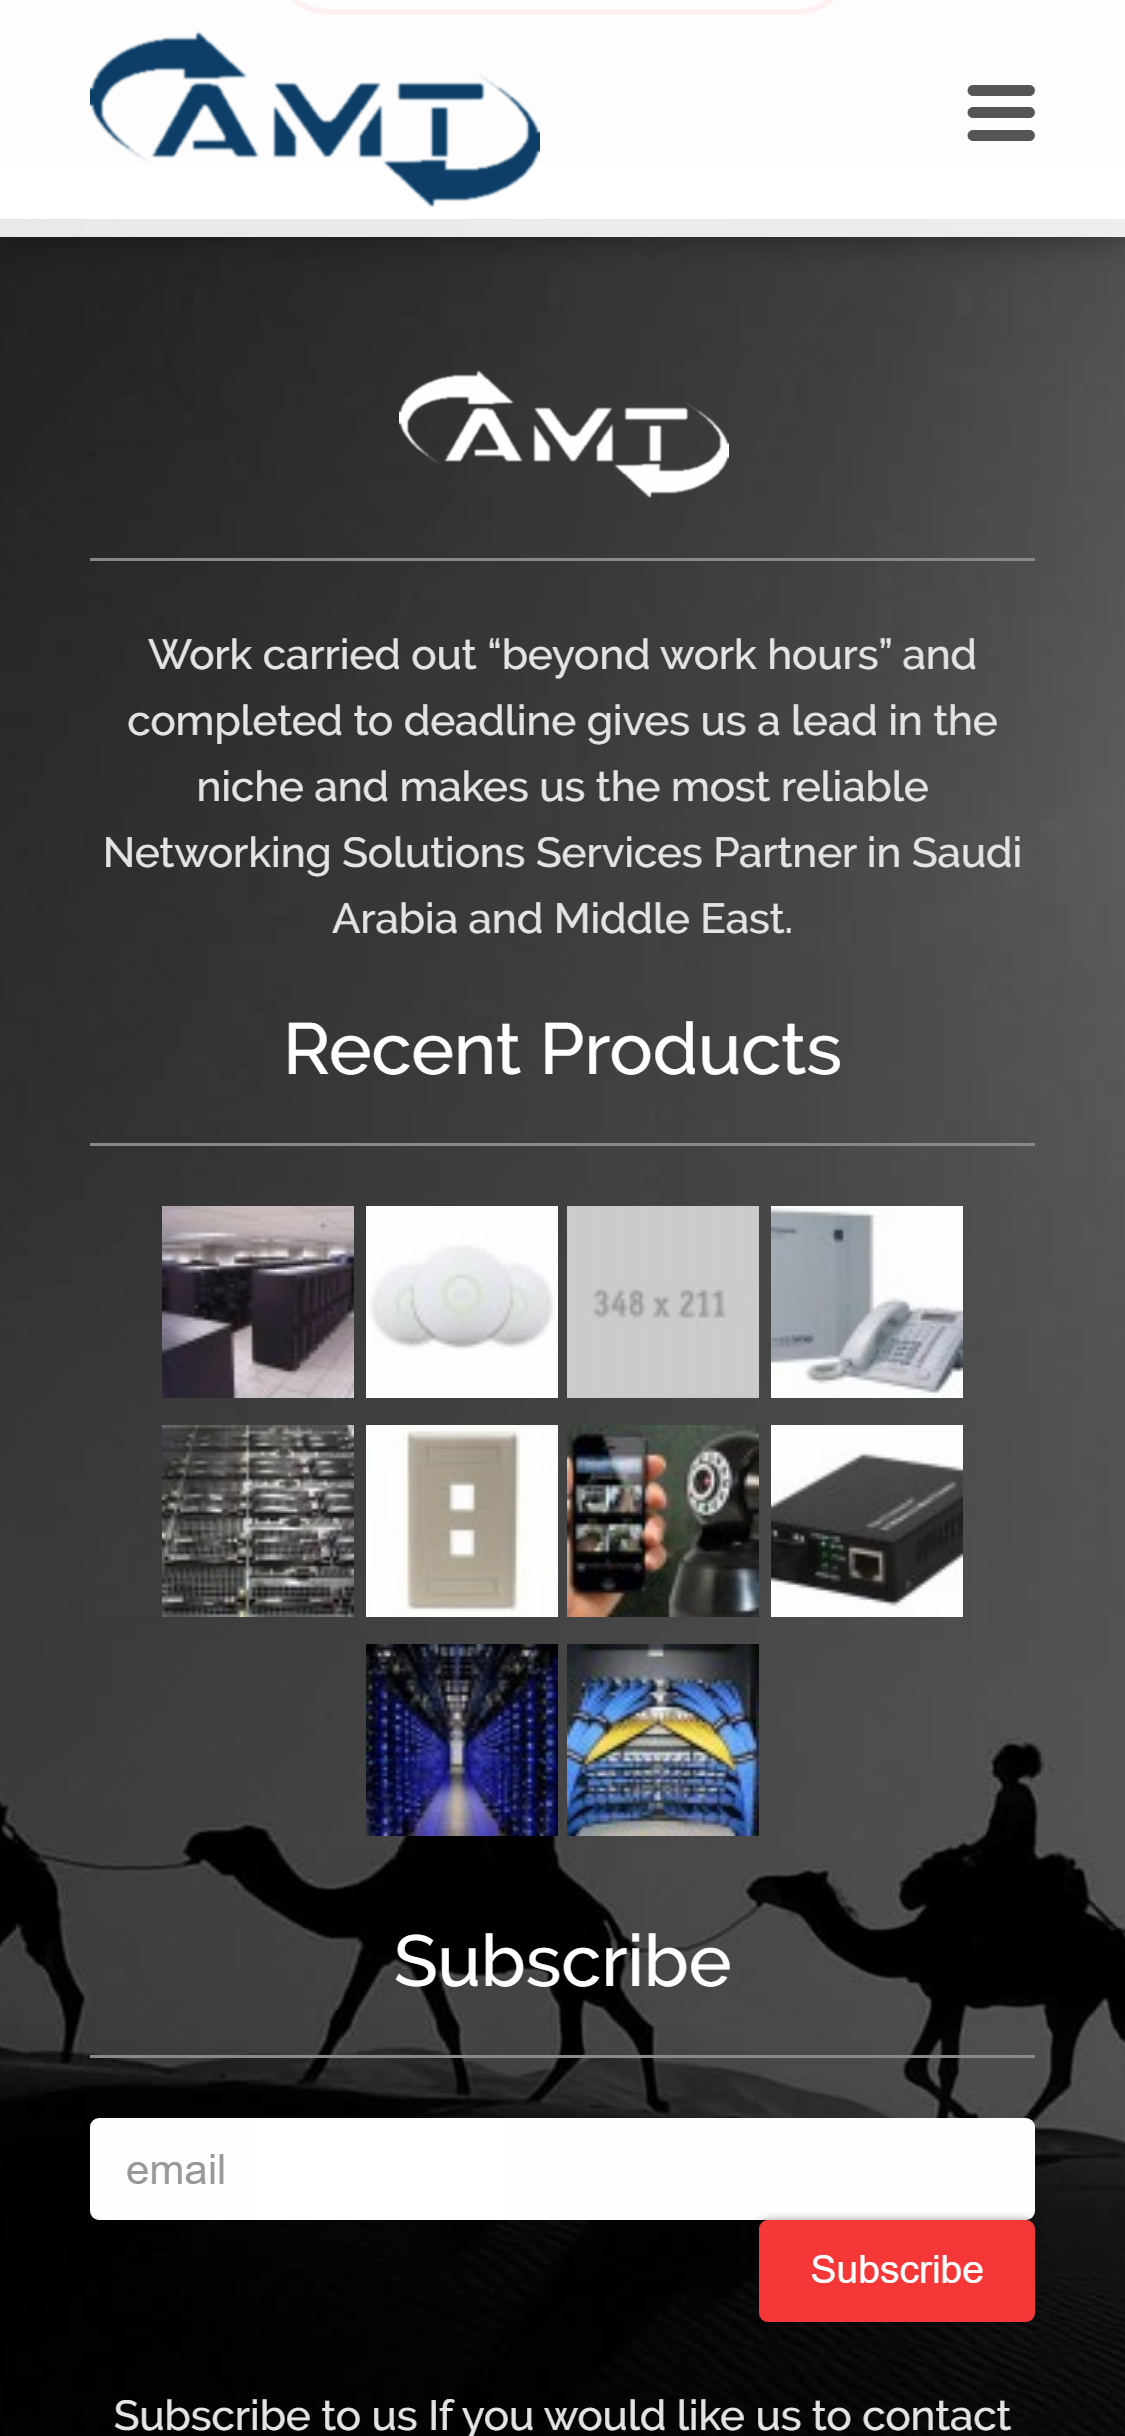 AMT
AMT
Work carried out “beyond work hours” and
completed to deadline gives us a lead in the
niche and makes us the most reliable
Networking Solutions Services Partner in Saudi
Arabia and Middle East.
Recent Products
348 x 211
Subscribe
email
Subscribe
Subscribe to us If you would like us to contact